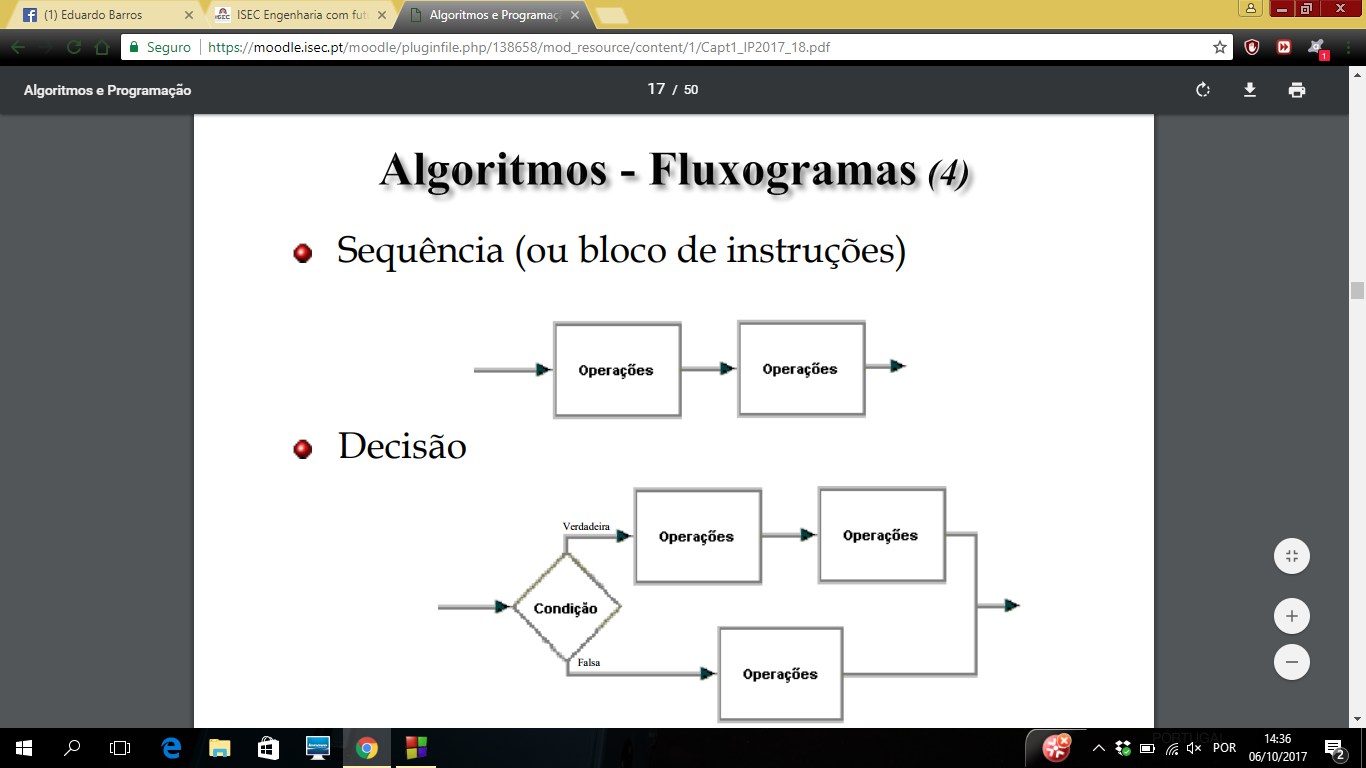 (1) Eduardo Barros
ISEC Engenharia com fut
Algoritmos e Programaç
Seguro
https://moodle.isec.pt/moodle/pluginfile.php/138658/mod_resource/content/1/Capt1_IP2017_18.pdf
1
Algoritmos e Programação
17 / 50
Algoritmos - Fluxogramas (4)
Sequência (ou bloco de instruções)
Operações
Operações
Decisão
Verdadeira
Operações
Operações
Condição
Falsa
Operações
PORTUGAL
POR
14:36
06/10/2017
2